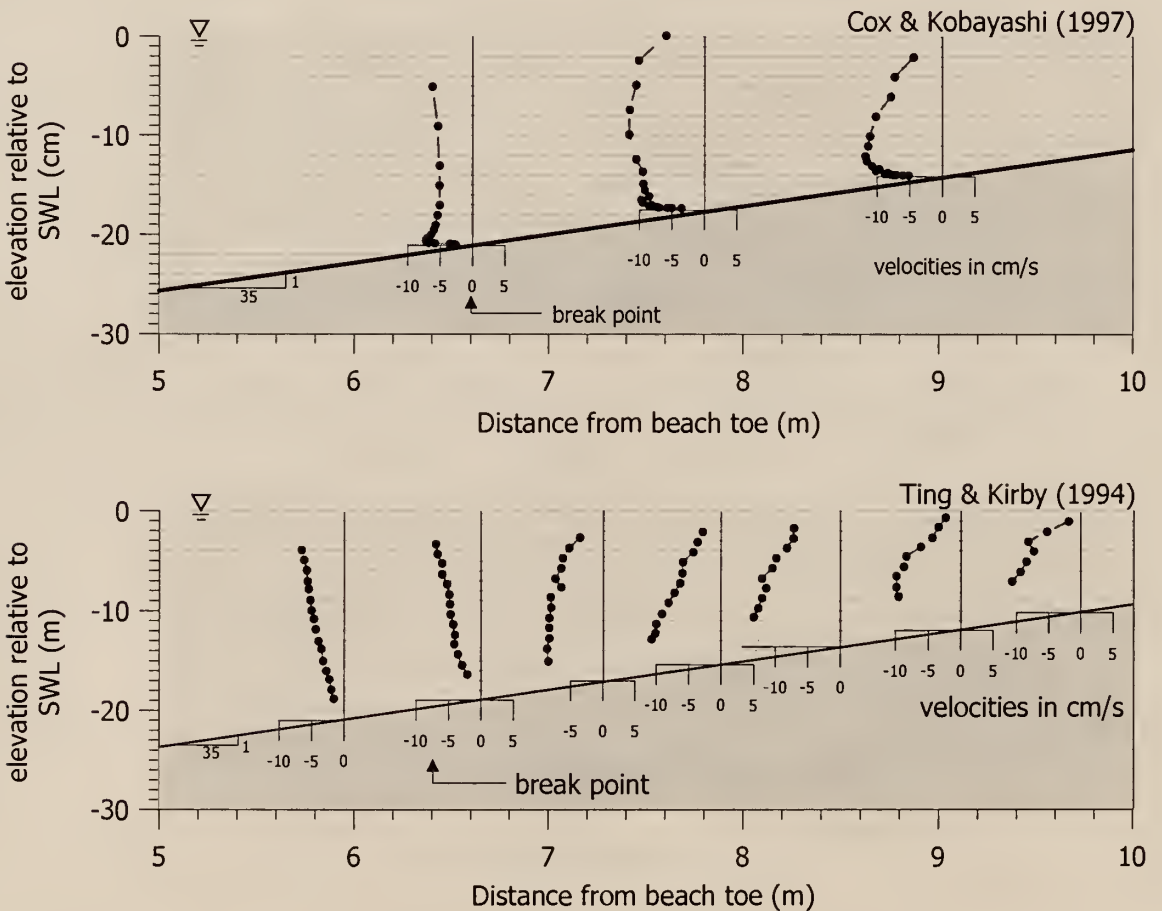 Cox & Kobayashi (1997)
elevation relative to
SWL (cm)
0
-10
-20
-30
-10 -5 0 5
-10 -5 0 5
-10 -5 0 5
velocities in cm/s
35
1
break point
5 6 7 8 9 10
Distance from beach toe (m)
Ting & Kirby (1994)
elevation relative to
SWL (m)
0
-10
-20
-30
-10 -5 0
-10 -5 0 5
-5 0 5
-10 -5 0 5
-10 -5 0
-10 -5 0 5
-10 -5 0 5
velocities in cm/s
35
1
break point
5 6 7 8 9 10
Distance from beach toe (m)